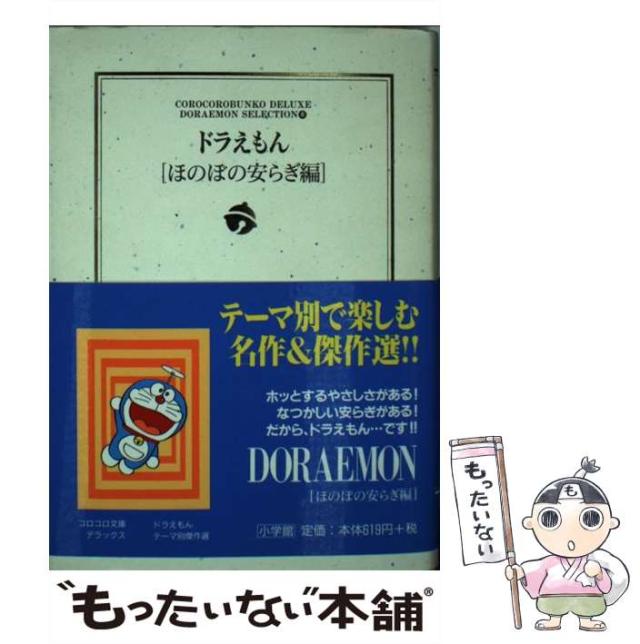 COROCOROBUNKO DELUXE
DORAEMON SELECTION❻
ドラえもん
[ほのぼの安らぎ編]
テーマ別で楽しむ
名作&傑作選!!
ホッとするやさしさがある!
なつかしい安らぎがある!
だから、ドラえもん…です!!
DORAEMON
[ほのぼの安らぎ編]
コロコロ文庫
デラックス
ドラえもん
テーマ別傑作選
小学館 定価:本体619円+税
も
もったいない
“もったいない本舗”®